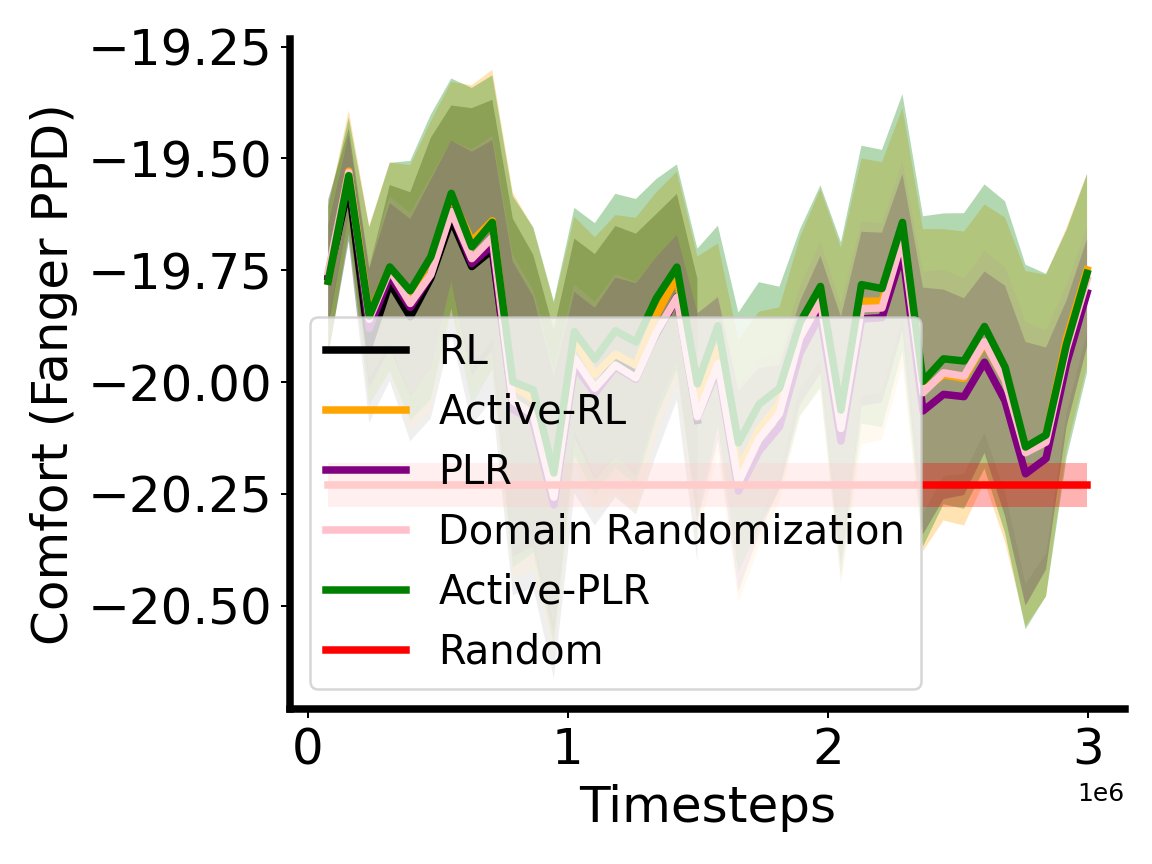 Comfort (Fanger PPD)
−19.25
−19.50
−19.75
−20.00
−20.25
−20.50
RL
Active-RL
PLR
Domain Randomization
Active-PLR
Random
0
1
2
3
1e6
Timesteps